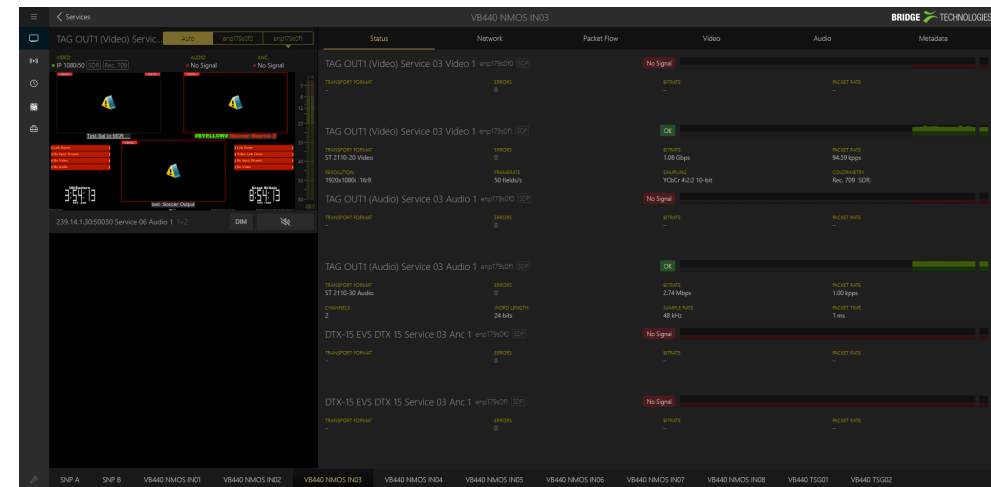 Services
VB440 NMOS IN03
BRIDGE TECHNOLOGIES
TAG OUT1 (Video) Servic... Auto enp179s0f0 enp179s0f1
Status Network Packet Flow Video Audio Metadata
VIDEO AUDIO ANC
IP 1080i50 SDR Rec. 709 No Signal No Signal
Test Sat to MCR
Soccer Output
239.14.1.30:50030 Service 06 Audio 1 1+2 DIM
TAG OUT1 (Video) Service 03 Video 1 enp179s0f0 SDP No Signal
TRANSPORT FORMAT ERRORS BITRATE PACKET RATE
-- 0 -- --
TAG OUT1 (Video) Service 03 Video 1 enp179s0f1 SDP OK
TRANSPORT FORMAT ERRORS BITRATE PACKET RATE
ST 2110-20 Video 0 1.08 Gbps 94.59 kpps
RESOLUTION FRAMERATE SAMPLING COLORIMETRY
1920x1080i :16:9: 50 fields/s YCbCr 4:2:2 10-bit Rec. 709 :SDR:
TAG OUT1 (Audio) Service 03 Audio 1 enp179s0f0 SDP No Signal
TRANSPORT FORMAT ERRORS BITRATE PACKET RATE
-- 0 -- --
TAG OUT1 (Audio) Service 03 Audio 1 enp179s0f1 SDP OK
TRANSPORT FORMAT ERRORS BITRATE PACKET RATE
ST 2110-30 Audio 0 2.74 Mbps 1.00 kpps
CHANNELS WORD LENGTH SAMPLE RATE PACKET TIME
2 24 bits 48 kHz 1 ms
DTX-15 EVS DTX 15 Service 03 Anc 1 enp179s0f0 SDP No Signal
TRANSPORT FORMAT ERRORS BITRATE PACKET RATE
-- 0 -- --
DTX-15 EVS DTX 15 Service 03 Anc 1 enp179s0f1 SDP No Signal
TRANSPORT FORMAT ERRORS BITRATE PACKET RATE
-- 0 -- --
SNP A SNP B VB440 NMOS IN01 VB440 NMOS IN02 VB440 NMOS IN03 VB440 NMOS IN04 VB440 NMOS IN05 VB440 NMOS IN06 VB440 NMOS IN07 VB440 NMOS IN08 VB440 TSG01 VB440 TSG02